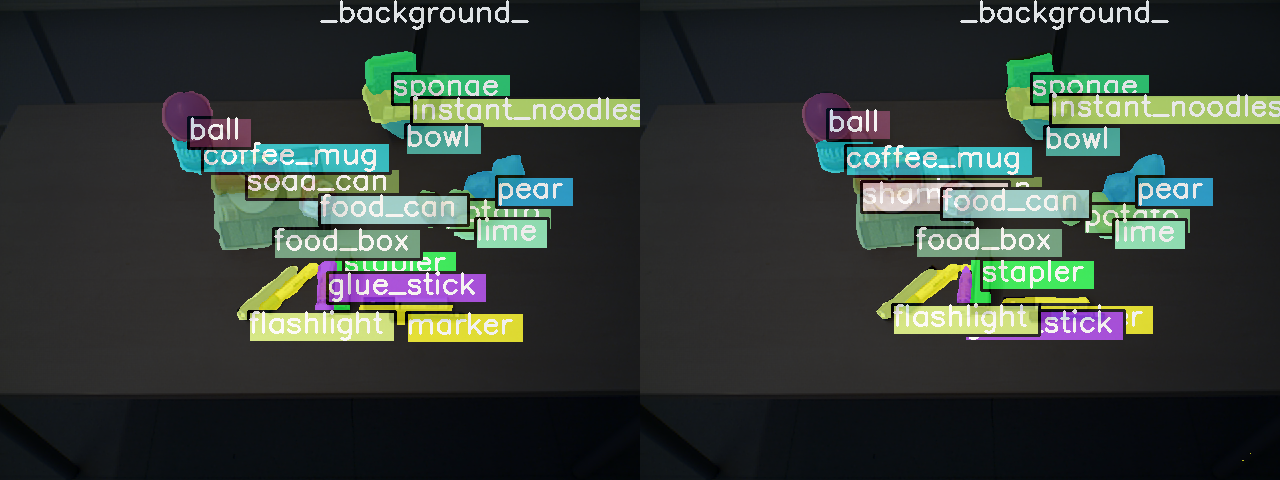 _background_
sponge
instant_noodles
bowl
ball
coffee_mug
soda_can
pear
food_can
potato
lime
food_box
stapler
glue_stick
flashlight
marker
_background_
sponge
instant_noodles
bowl
ball
coffee_mug
food_can
pear
potato
lime
food_box
stapler
flashlight
stick